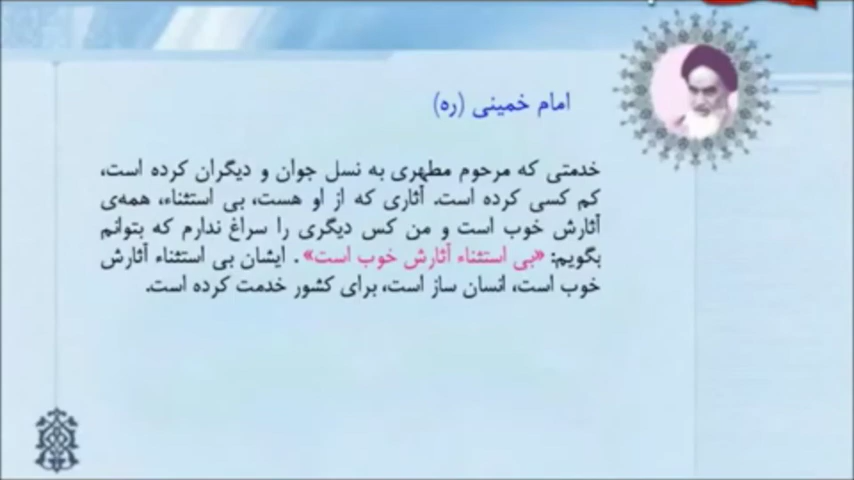 امام خمینی (ره)
خدمتی که مرحوم مطهری به نسل جوان و دیگران کرده است،
کم کسی کرده است. آثاری که از او هست، بی استثناء، همه‌ی
آثارش خوب است و من کس دیگری را سراغ ندارم که بتوانم
بگویم: «بی استثناء آثارش خوب است» . ایشان بی استثناء آثارش
خوب است، انسان ساز است، برای کشور خدمت کرده است.